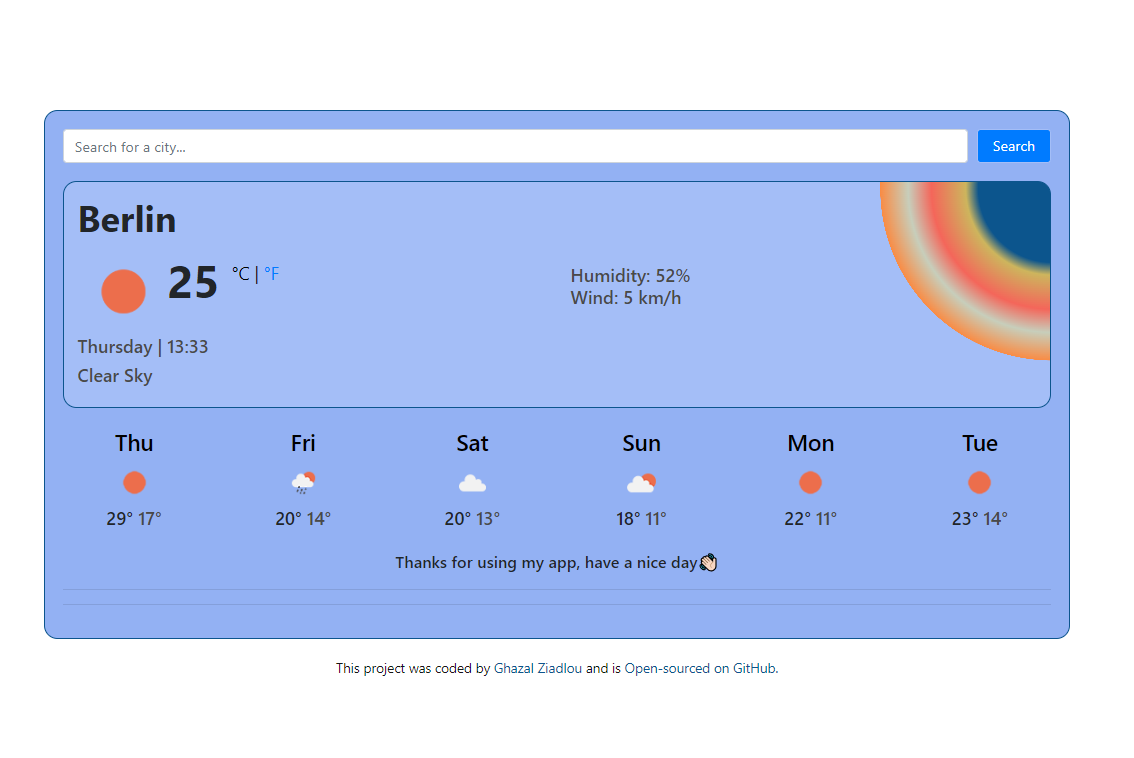 Search for a city...
Search
Berlin
25 °C | °F
Humidity: 52%
Wind: 5 km/h
Thursday | 13:33
Clear Sky
Thu Fri Sat Sun Mon Tue
29° 17° 20° 14° 20° 13° 18° 11° 22° 11° 23° 14°
Thanks for using my app, have a nice day👋🏻
This project was coded by Ghazal Ziadlou and is Open-sourced on GitHub.